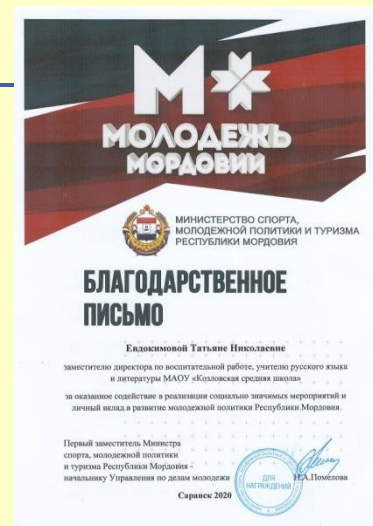 МОЛОДЕЖЬ
МОРДОВИИ
МИНИСТЕРСТВО СПОРТА,
МОЛОДЕЖНОЙ ПОЛИТИКИ И ТУРИЗМА
РЕСПУБЛИКИ МОРДОВИЯ
БЛАГОДАРСТВЕННОЕ
ПИСЬМО
Евдокимовой Татьяне Николаевне
заместителю директора по воспитательной работе, учителю русского языка
и литературы МАОУ «Козловская средняя школа»
за оказанное содействие в реализации социально значимых мероприятий и
личный вклад в развитие молодежной политики Республики Мордовия
Первый заместитель Министра
спорта, молодежной политики
и туризма Республики Мордовия -
начальнику Управления по делам молодежи
ДЛЯ
НАГРАЖДЕНИЙ
Н.А.Помелова
Саранск 2020